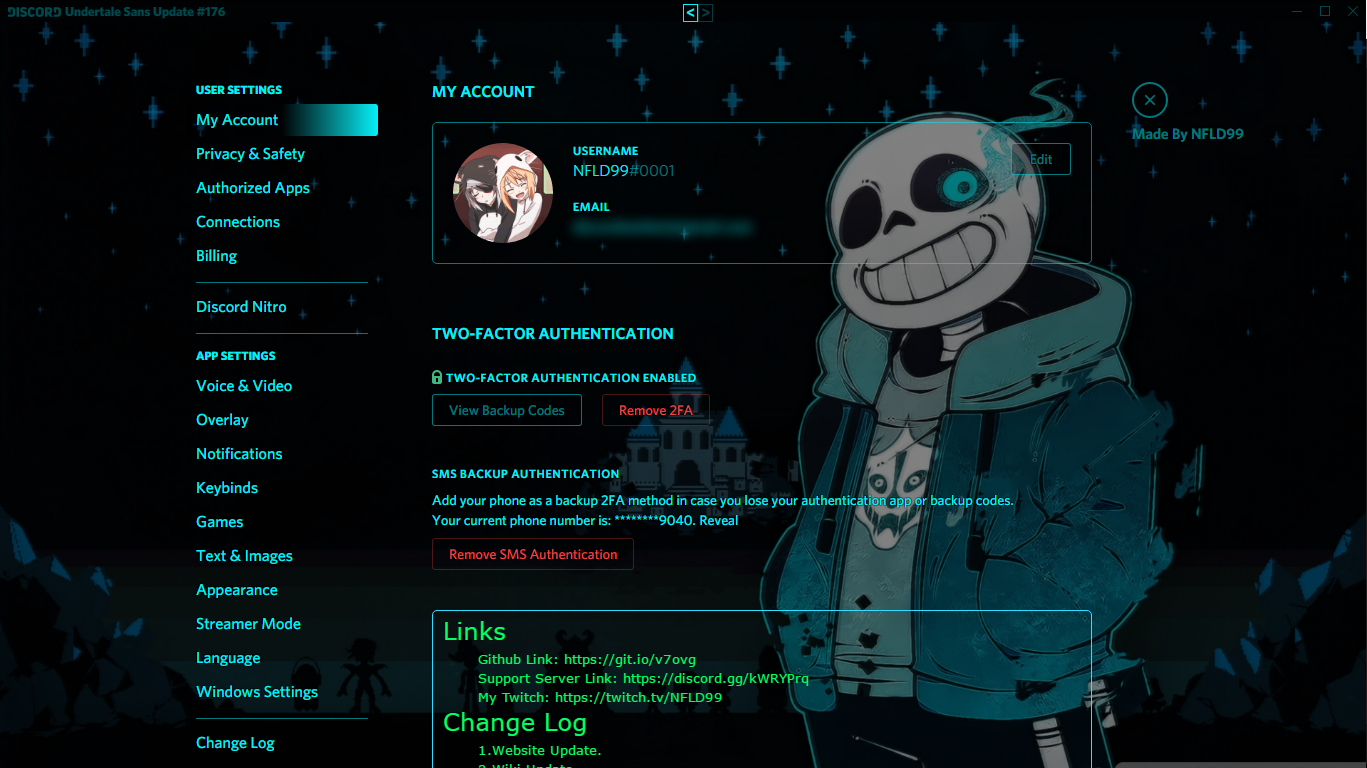 DISCORD Undertale Sans Update #176
< >
USER SETTINGS
My Account
Privacy & Safety
Authorized Apps
Connections
Billing
Discord Nitro
APP SETTINGS
Voice & Video
Overlay
Notifications
Keybinds
Games
Text & Images
Appearance
Streamer Mode
Language
Windows Settings
Change Log
MY ACCOUNT
USERNAME
NFLD99#0001
Edit
EMAIL
Made By NFLD99
TWO-FACTOR AUTHENTICATION
TWO-FACTOR AUTHENTICATION ENABLED
View Backup Codes
Remove 2FA
SMS BACKUP AUTHENTICATION
Add your phone as a backup 2FA method in case you lose your authentication app or backup codes.
Your current phone number is: ********9040. Reveal
Remove SMS Authentication
Links
Github Link: https://git.io/v7ovg
Support Server Link: https://discord.gg/kWRYPrq
My Twitch: https://twitch.tv/NFLD99
Change Log
1.Website Update.
2.Wiki Update.